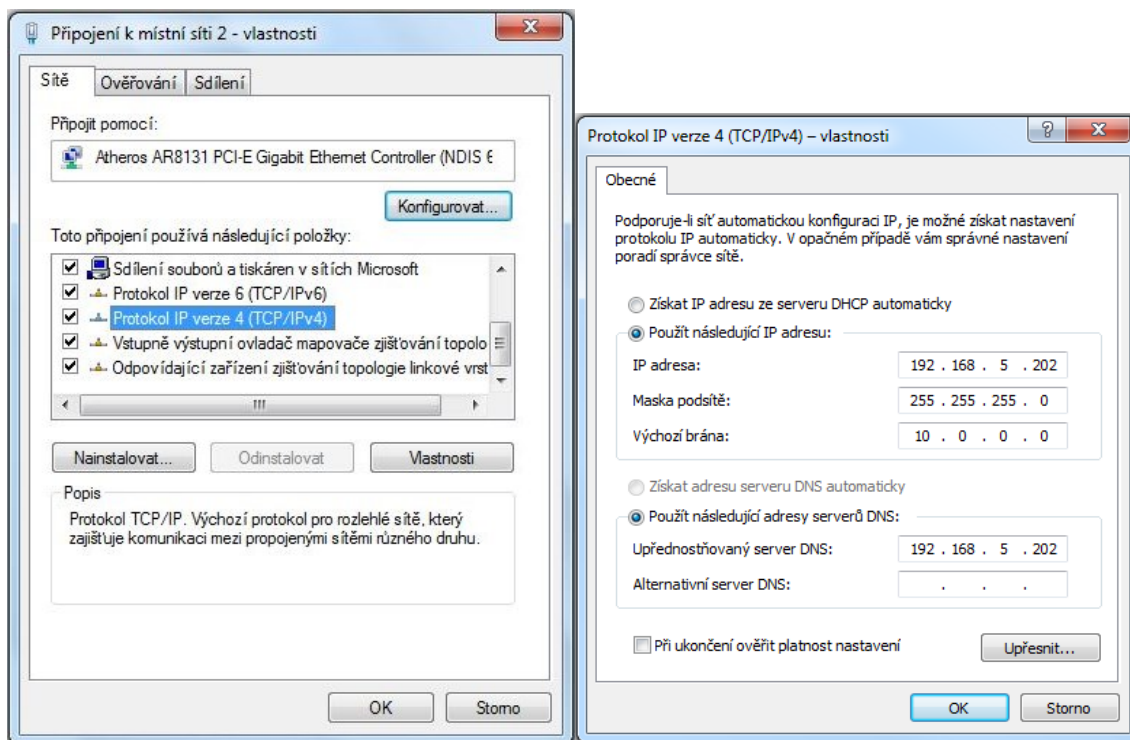 Připojení k místní síti 2 - vlastnosti
Sítě
Ověřování
Sdílení
Připojit pomocí:
Atheros AR8131 PCI-E Gigabit Ethernet Controller (NDIS 6
Konfigurovat...
Toto připojení používá následující položky:
Sdílení souborů a tiskáren v sítích Microsoft
Protokol IP verze 6 (TCP/IPv6)
Protokol IP verze 4 (TCP/IPv4)
Vstupně výstupní ovladač mapovače zjišťování topolo
Odpovídající zařízení zjišťování topologie linkové vrst
Nainstalovat...
Odinstalovat
Vlastnosti
Popis
Protokol TCP/IP. Výchozí protokol pro rozlehlé sítě, který
zajišťuje komunikaci mezi propojenými sítěmi různého druhu.
OK
Storno
Protokol IP verze 4 (TCP/IPv4) – vlastnosti
Obecné
Podporuje-li síť automatickou konfiguraci IP, je možné získat nastavení
protokolu IP automaticky. V opačném případě vám správné nastavení
poradí správce sítě.
Získat IP adresu ze serveru DHCP automaticky
Použít následující IP adresu:
IP adresa: 192 . 168 . 5 . 202
Maska podsítě: 255 . 255 . 255 . 0
Výchozí brána: 10 . 0 . 0 . 0
Získat adresu serveru DNS automaticky
Použít následující adresy serverů DNS:
Upřednostňovaný server DNS: 192 . 168 . 5 . 202
Alternativní server DNS: . . .
Při ukončení ověřit platnost nastavení
Upřesnit...
OK
Storno